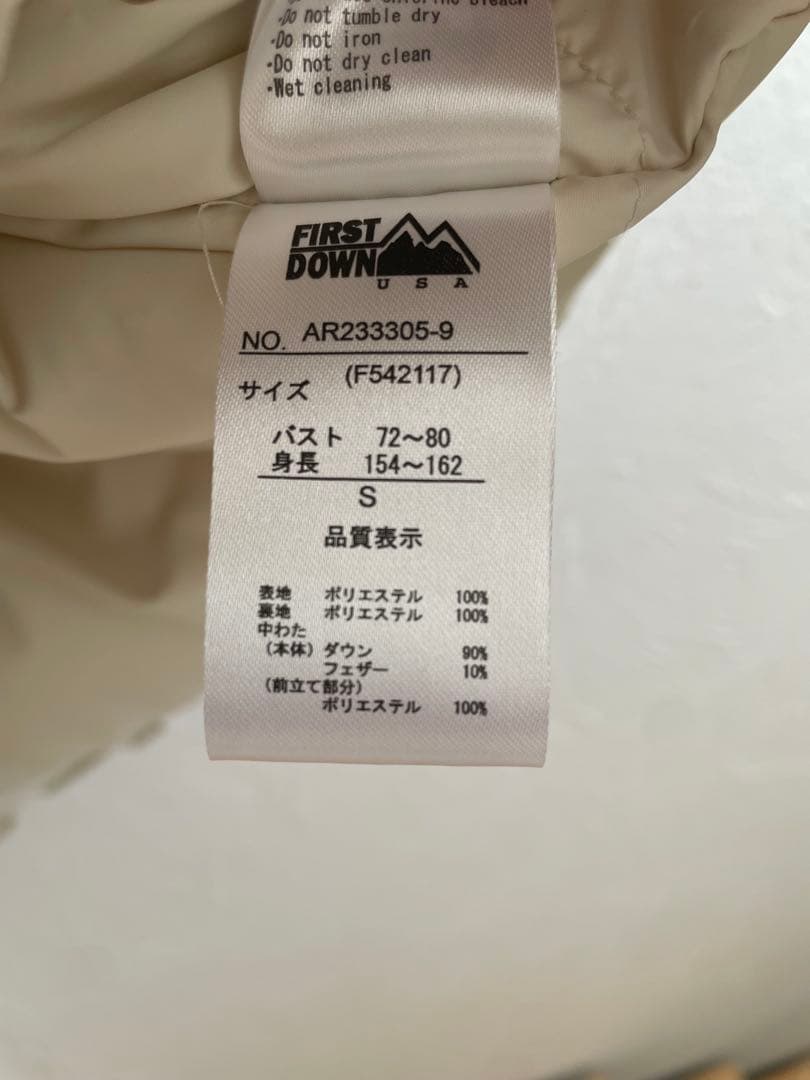 chlorine bleach
·Do not tumble dry
·Do not iron
·Do not dry clean
·Wet cleaning
FIRST
DOWN
USA
NO. AR233305-9
サイズ (F542117)
バスト 72～80
身長 154～162
S
品質表示
表地 ポリエステル 100%
裏地 ポリエステル 100%
中わた
(本体) ダウン 90%
フェザー 10%
(前立て部分)
ポリエステル 100%